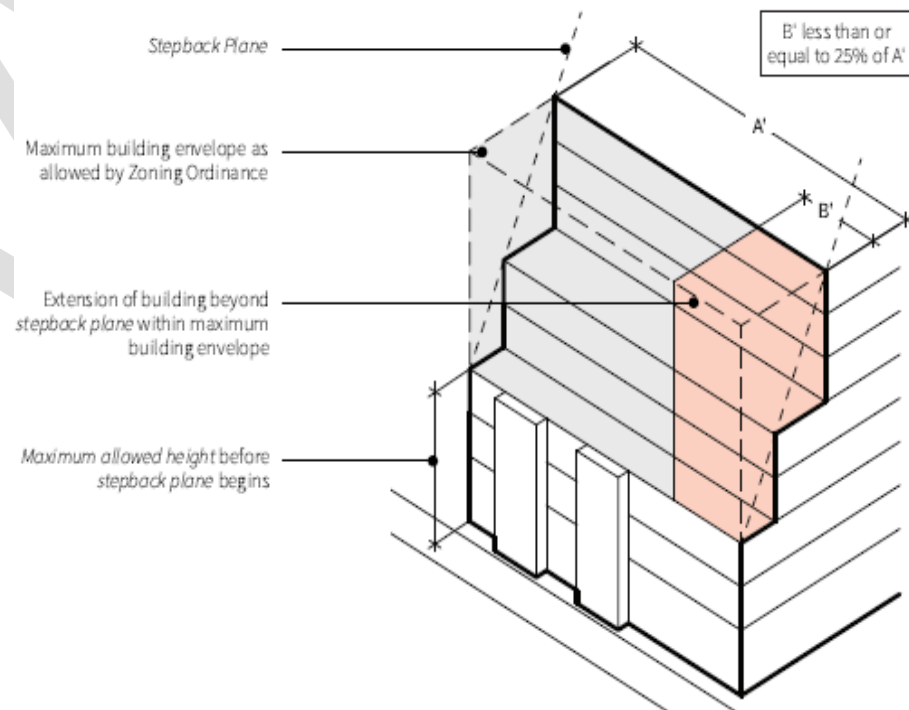 Stepback Plane
B' less than or
equal to 25% of A'
A'
Maximum building envelope as
allowed by Zoning Ordinance
B'
Extension of building beyond
stepback plane within maximum
building envelope
Maximum allowed height before
stepback plane begins